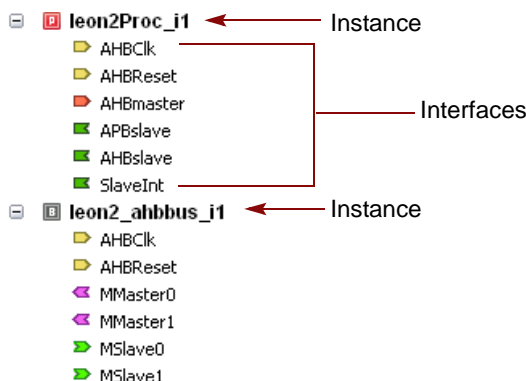 leon2Proc_i1 Instance
AHBClk
AHBReset
AHBmaster
Interfaces
APBslave
AHBslave
SlaveInt
leon2_ahbbus_i1 Instance
AHBClk
AHBReset
MMaster0
MMaster1
MSlave0
MSlave1